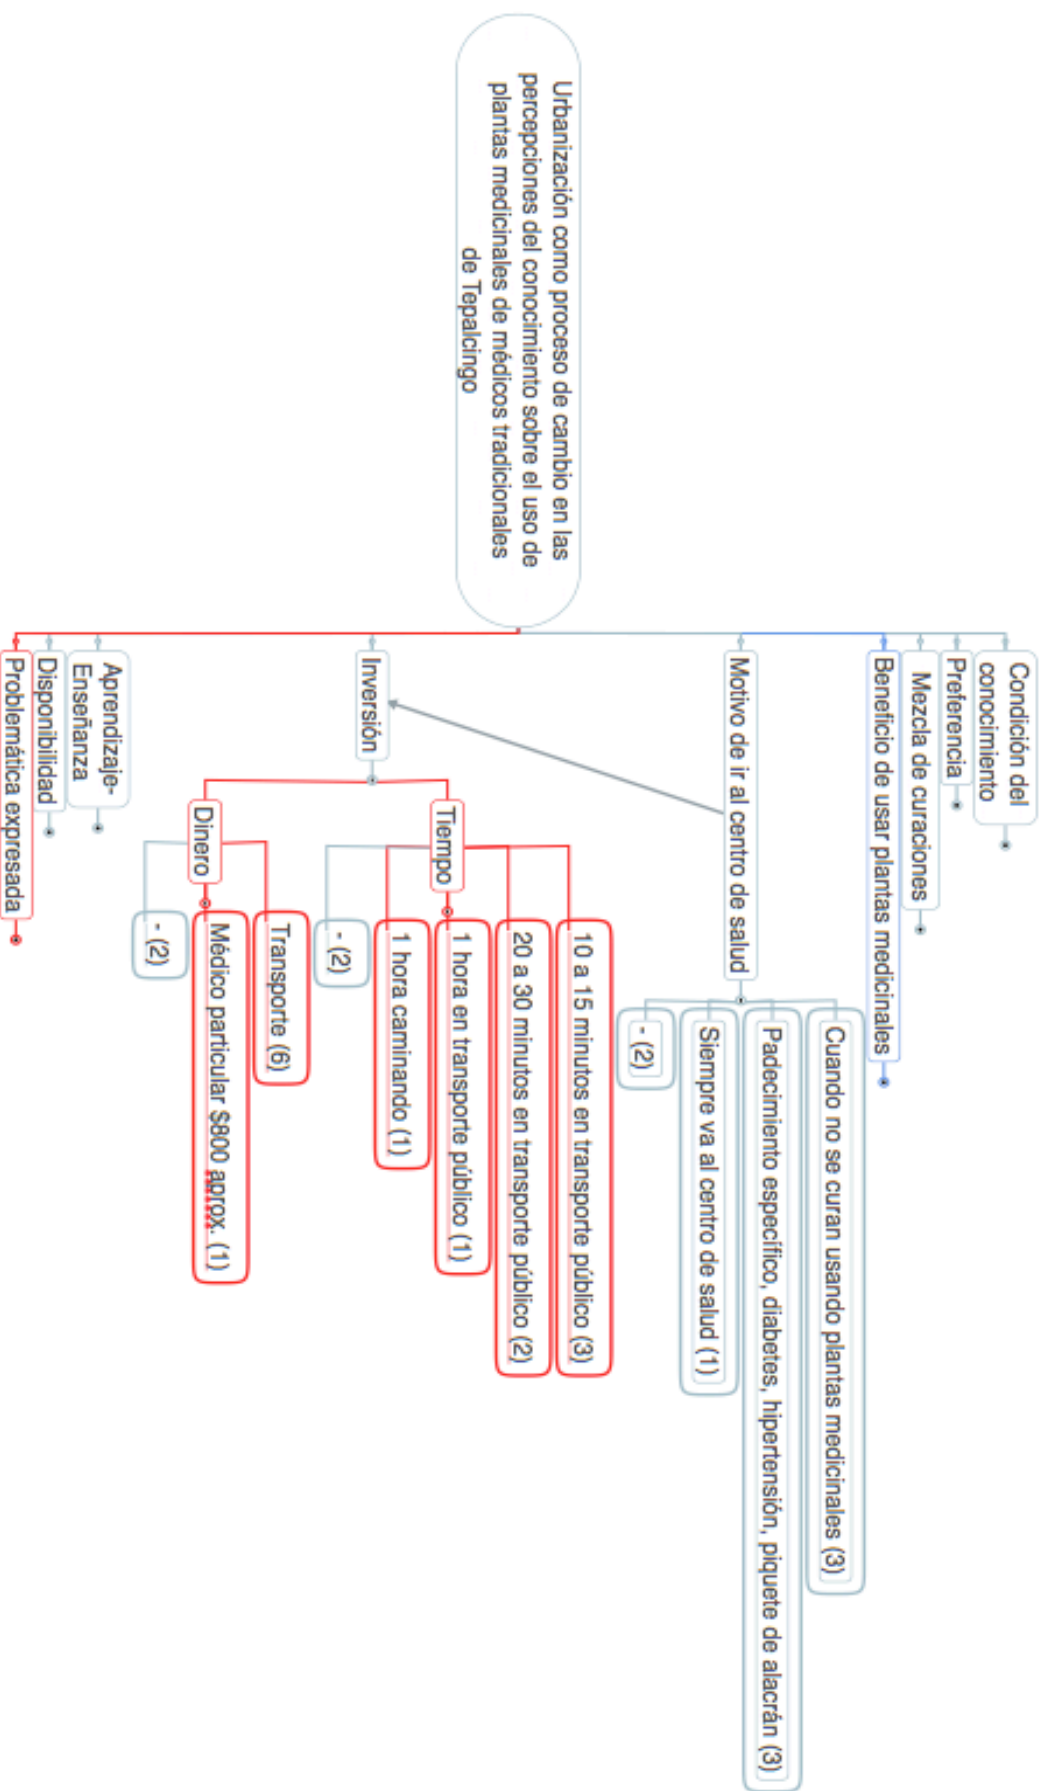 Urbanización como proceso de cambio en las
percepciones del conocimiento sobre el uso de
plantas medicinales de médicos tradicionales
de Tepalcingo
Condición del
conocimiento
Preferencia
Mezcla de curaciones
Beneficio de usar plantas medicinales
Motivo de ir al centro de salud
Cuando no se curan usando plantas medicinales (3)
Padecimiento específico, diabetes, hipertensión, piquete de alacrán (3)
Siempre va al centro de salud (1)
- (2)
Inversión
Tiempo
10 a 15 minutos en transporte público (3)
20 a 30 minutos en transporte público (2)
1 hora en transporte público (1)
1 hora caminando (1)
- (2)
Dinero
Transporte (6)
Médico particular $800 aprox. (1)
- (2)
Aprendizaje-
Enseñanza
Disponibilidad
Problemática expresada